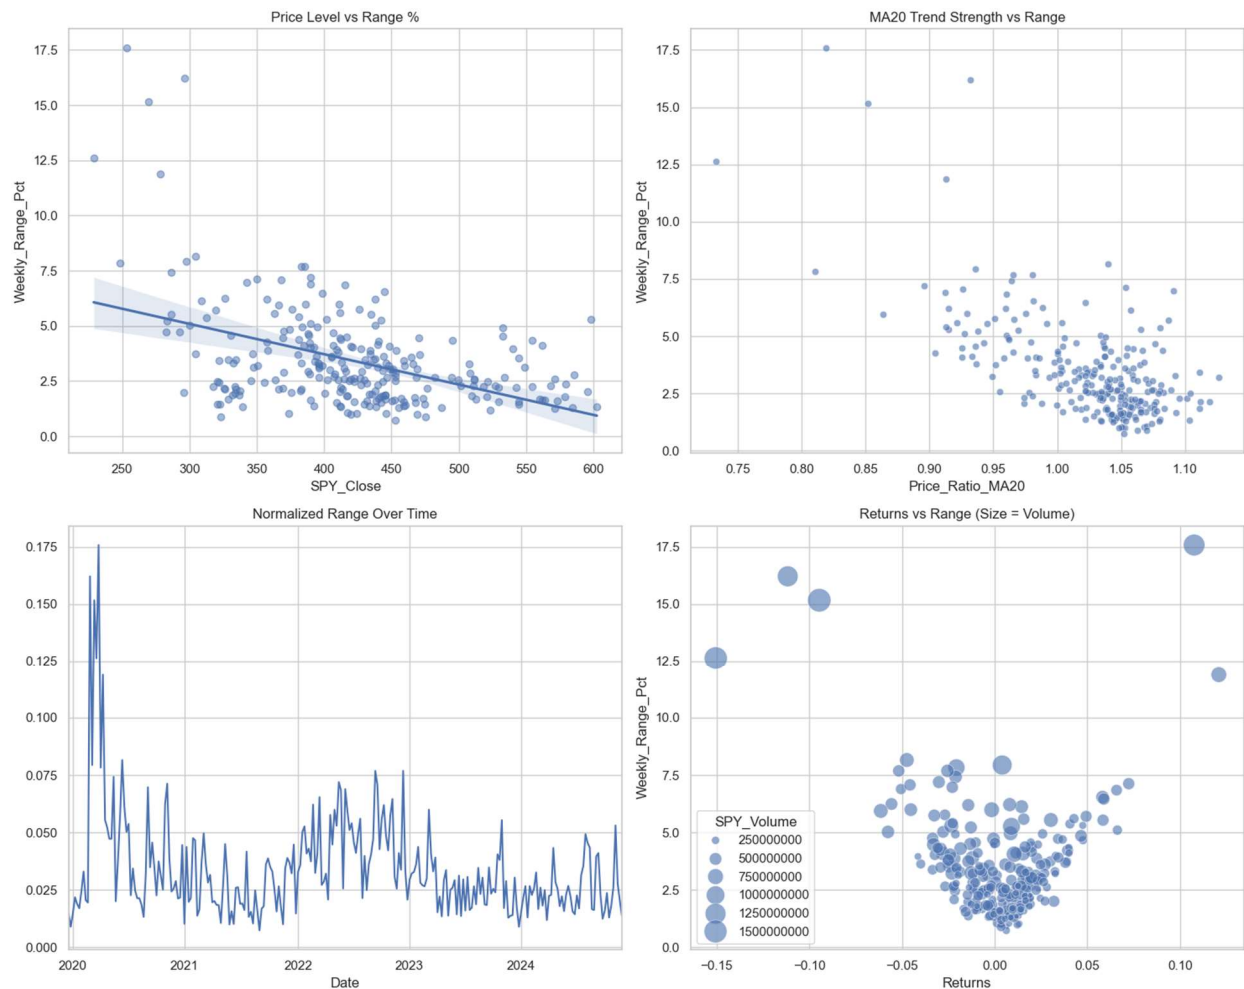 Price Level vs Range %
17.5
15.0
12.5
10.0
7.5
5.0
2.5
0.0
Weekly_Range_Pct
250 300 350 400 450 500 550 600
SPY_Close
MA20 Trend Strength vs Range
17.5
15.0
12.5
10.0
7.5
5.0
2.5
0.0
Weekly_Range_Pct
0.75 0.80 0.85 0.90 0.95 1.00 1.05 1.10
Price_Ratio_MA20
Normalized Range Over Time
0.175
0.150
0.125
0.100
0.075
0.050
0.025
0.000
2020 2021 2022 2023 2024
Date
Returns vs Range (Size = Volume)
17.5
15.0
12.5
10.0
7.5
5.0
2.5
0.0
Weekly_Range_Pct
SPY_Volume
250000000
500000000
750000000
1000000000
1250000000
1500000000
−0.15 −0.10 −0.05 0.00 0.05 0.10
Returns